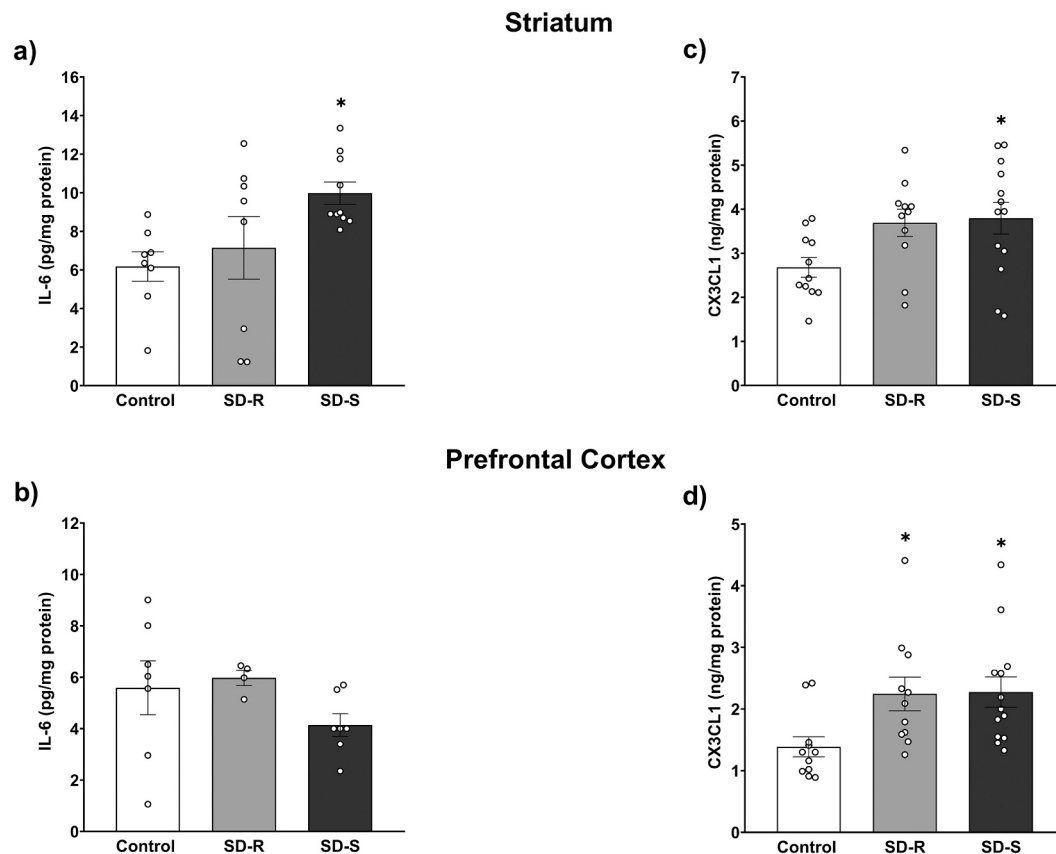 Striatum
a)
IL-6 (pg/mg protein)
16
14
12
10
8
6
4
2
0
*
Control SD-R SD-S
c)
CX3CL1 (ng/mg protein)
7
6
5
4
3
2
1
0
*
Control SD-R SD-S
Prefrontal Cortex
b)
IL-6 (pg/mg protein)
12
10
8
6
4
2
0
Control SD-R SD-S
d)
CX3CL1 (ng/mg protein)
5
4
3
2
1
0
* *
Control SD-R SD-S